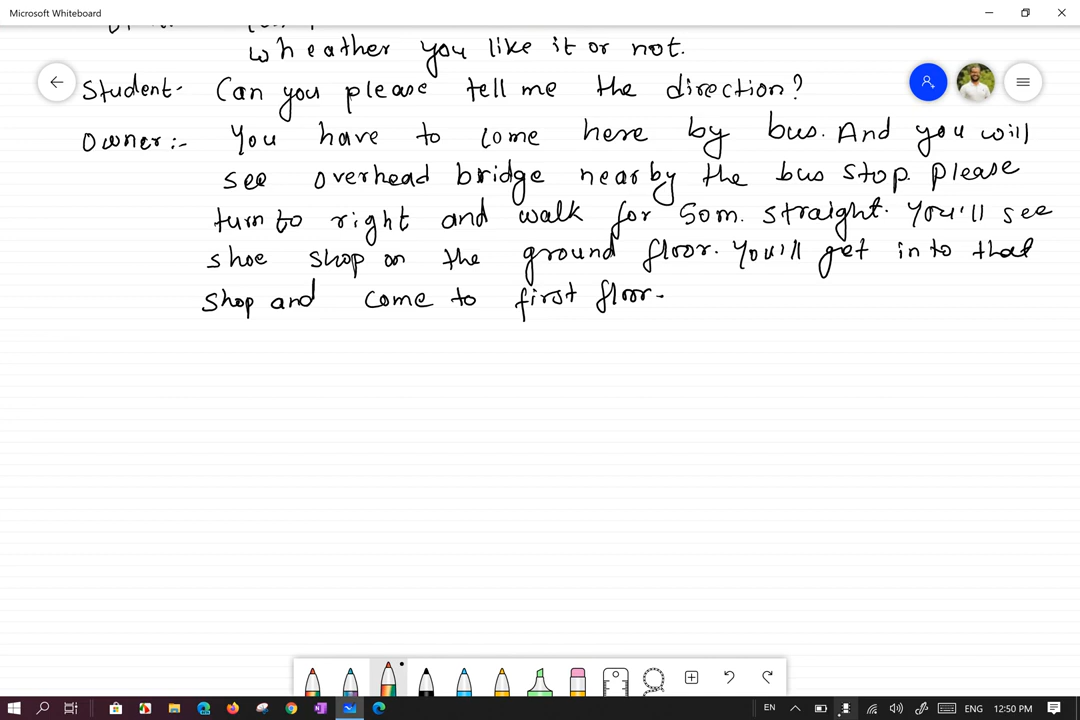 Microsoft Whiteboard
wheather you like it or not.
Student- Can you please tell me the direction?
Owner:- You have to come here by bus. And you will
see overhead bridge nearby the bus stop. Please
turn to right and walk for 50m. straight. You'll see
shoe shop on the ground floor. You'll get in to that
shop and come to first floor.
EN
ENG
12:50 PM